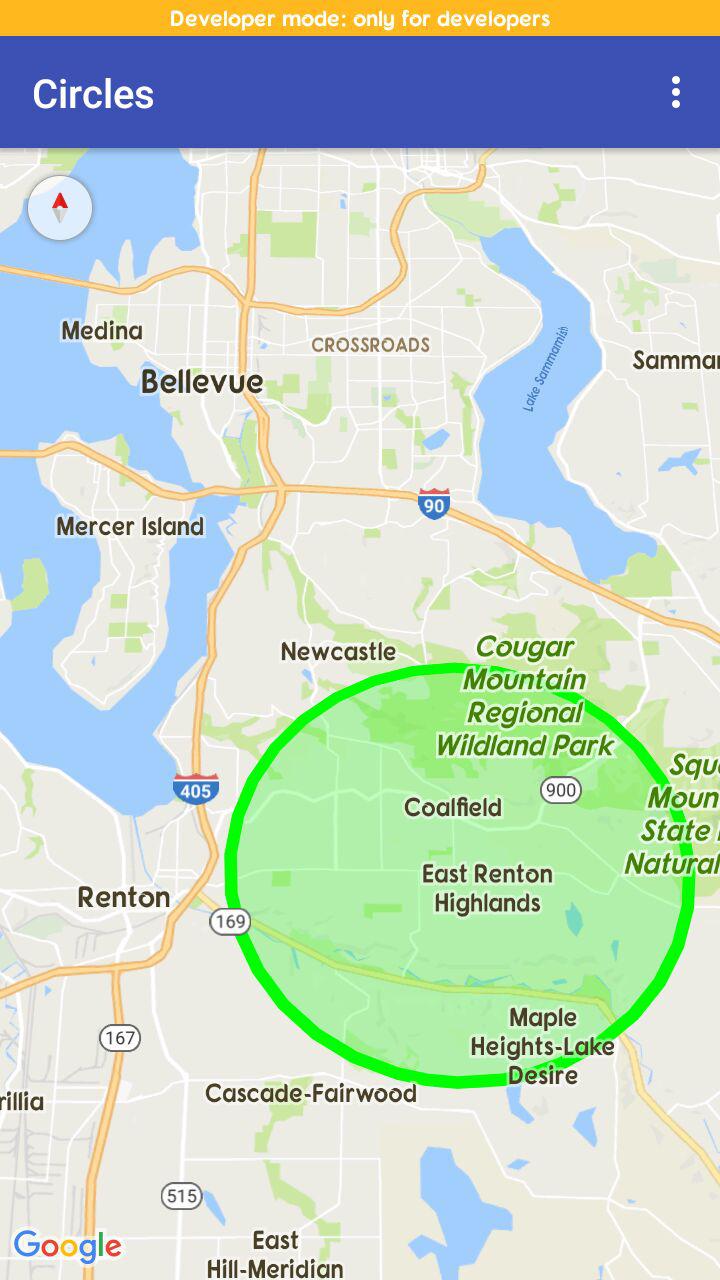 Developer mode: only for developers
Circles
Medina
CROSSROADS
Lake Sammamish
Bellevue
90
Mercer Island
Newcastle
Cougar
Mountain
Regional
Wildland Park
405
900
Coalfield
State
Natural
East Renton
Highlands
Renton
169
Maple
Heights-Lake
Desire
167
Cascade-Fairwood
515
East
Hill-Meridian
Google